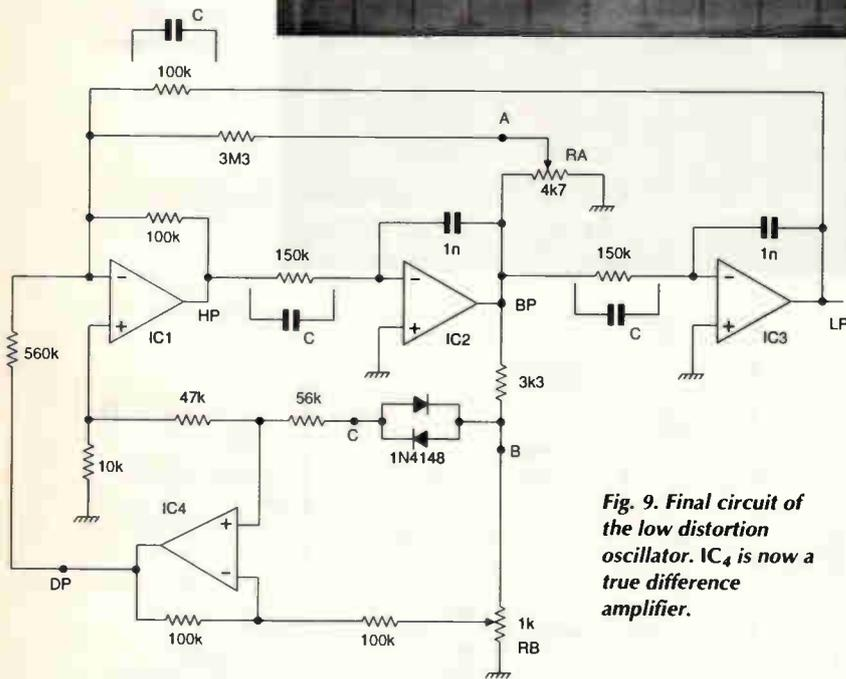 C
100k
A
3M3
RA
4k7
100k
1n
1n
150k
150k
HP
IC1
C
IC2
BP
C
IC3
LP
560k
3k3
47k
56k
C
B
1N4148
10k
IC4
DP
100k
100k
1k
RB
Fig. 9. Final circuit of
the low distortion
oscillator. IC4 is now a
true difference
amplifier.